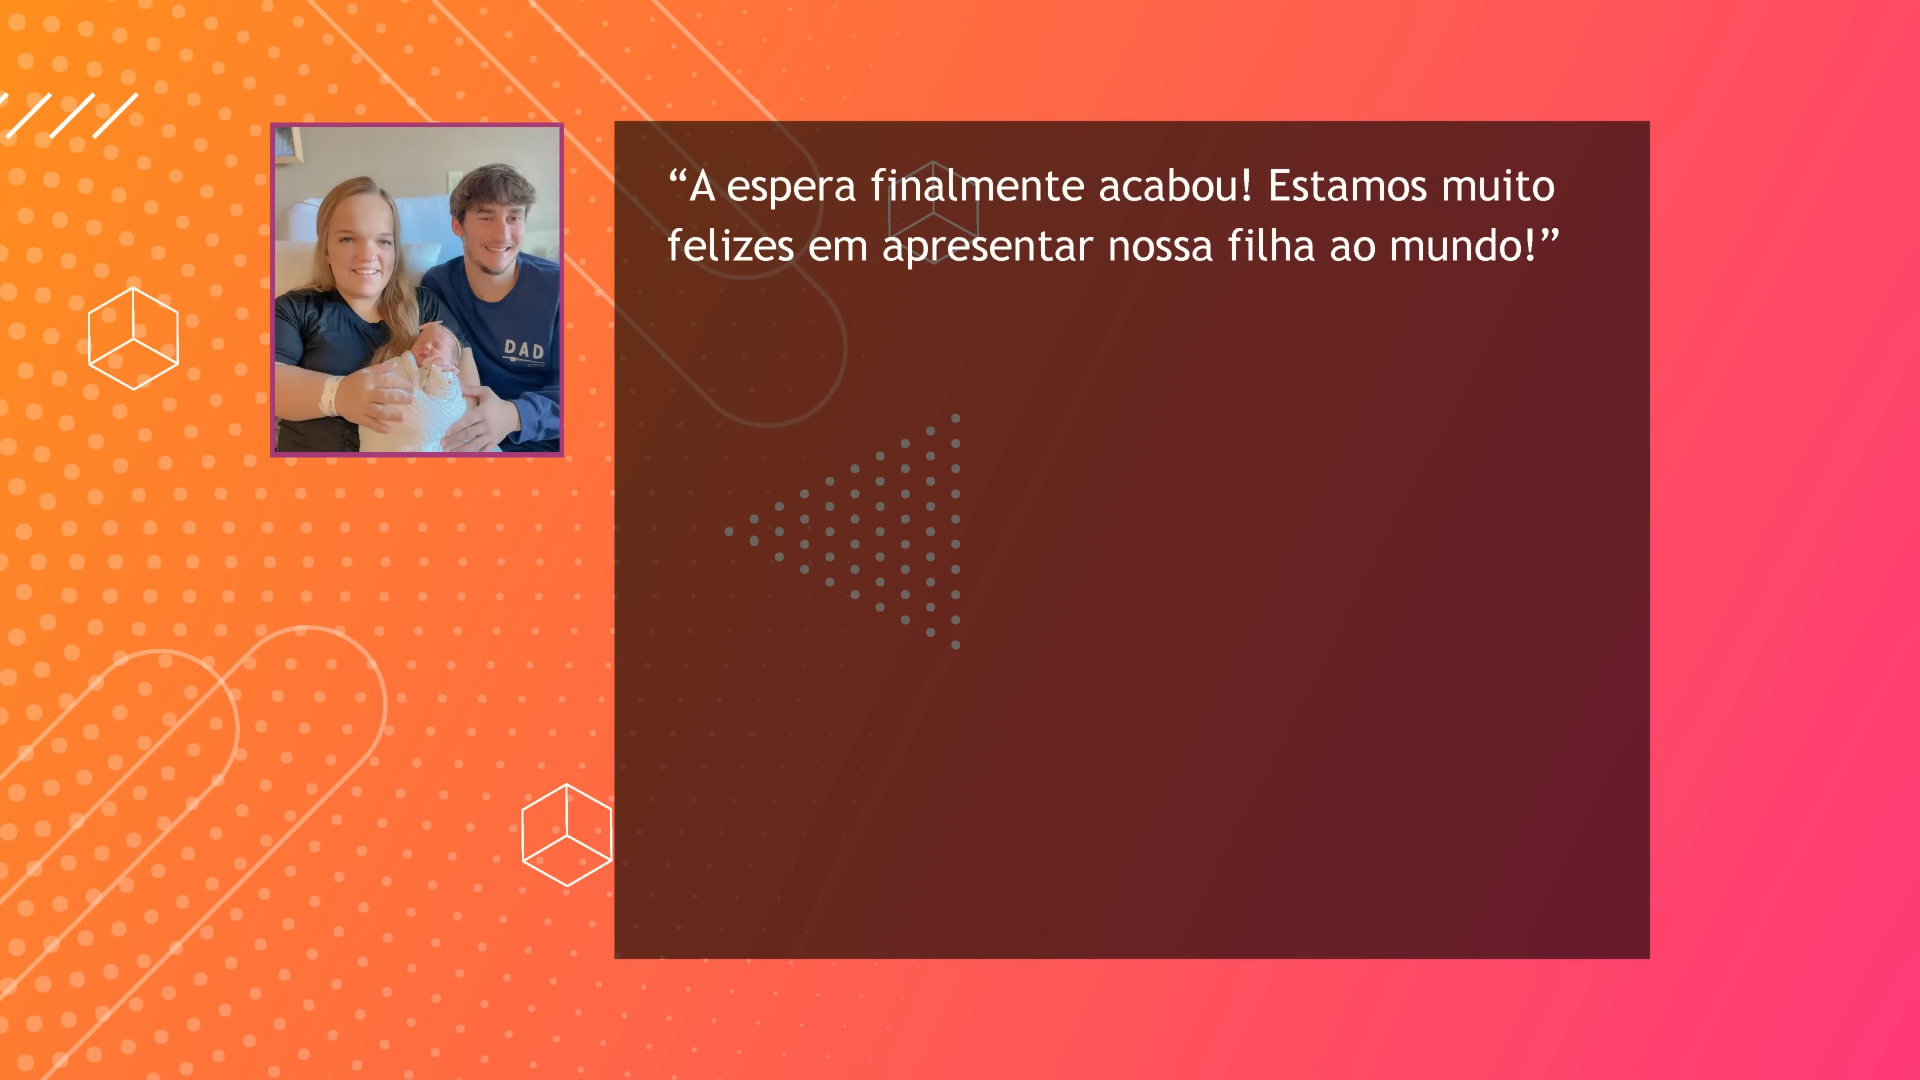 “A espera finalmente acabou! Estamos muito
felizes em apresentar nossa filha ao mundo!”
DAD